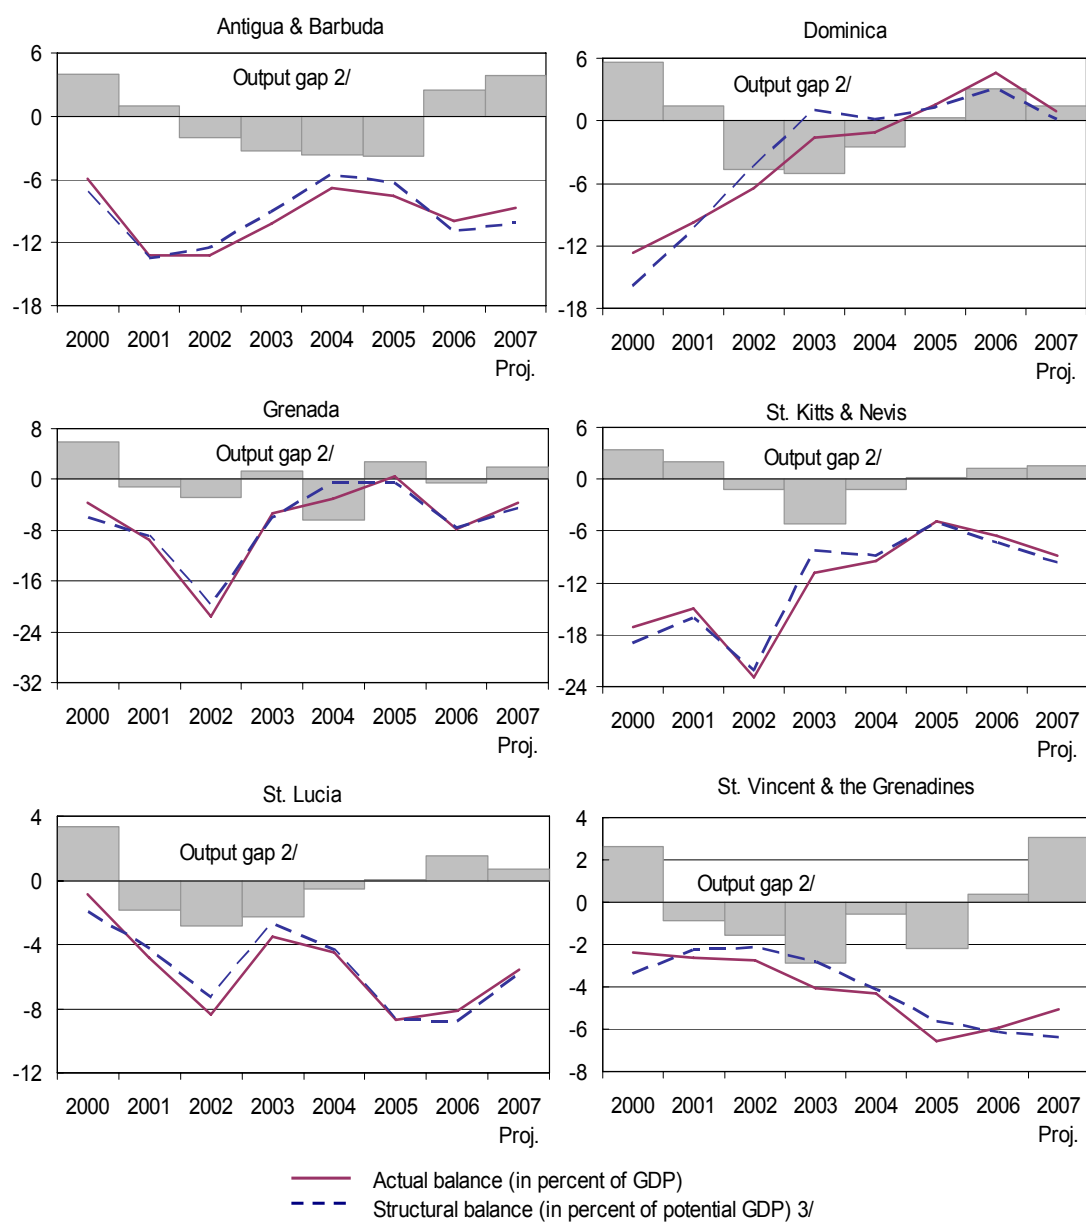 Antigua & Barbuda
6
Output gap 2/
0
-6
-12
-18
2000 2001 2002 2003 2004 2005 2006 2007
Proj.
Dominica
6
Output gap 2/
0
-6
-12
-18
2000 2001 2002 2003 2004 2005 2006 2007
Proj.
Grenada
8
Output gap 2/
0
-8
-16
-24
-32
2000 2001 2002 2003 2004 2005 2006 2007
Proj.
St. Kitts & Nevis
6
Output gap 2/
0
-6
-12
-18
-24
2000 2001 2002 2003 2004 2005 2006 2007
Proj.
St. Lucia
4
Output gap 2/
0
-4
-8
-12
2000 2001 2002 2003 2004 2005 2006 2007
Proj.
St. Vincent & the Grenadines
4
2
Output gap 2/
0
-2
-4
-6
-8
2000 2001 2002 2003 2004 2005 2006 2007
Proj.
Actual balance (in percent of GDP)
Structural balance (in percent of potential GDP) 3/